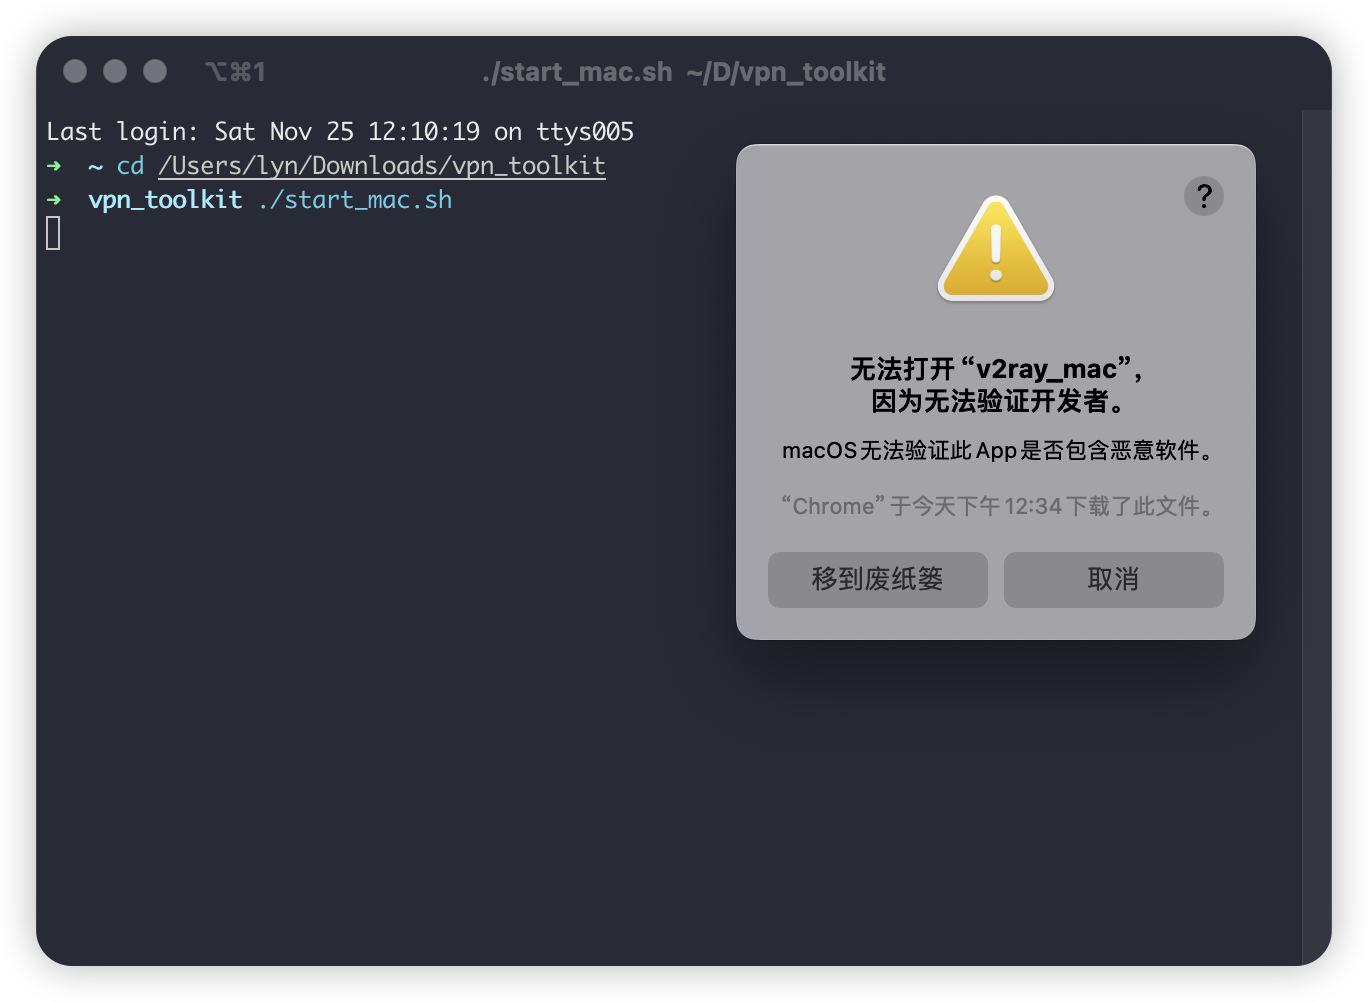 ⌥⌘1
./start_mac.sh ~/D/vpn_toolkit
Last login: Sat Nov 25 12:10:19 on ttys005
➜ ~ cd /Users/lyn/Downloads/vpn_toolkit
➜ vpn_toolkit ./start_mac.sh
?
无法打开“v2ray_mac”，
因为无法验证开发者。
macOS无法验证此App是否包含恶意软件。
“Chrome”于今天下午12:34下载了此文件。
移到废纸篓
取消